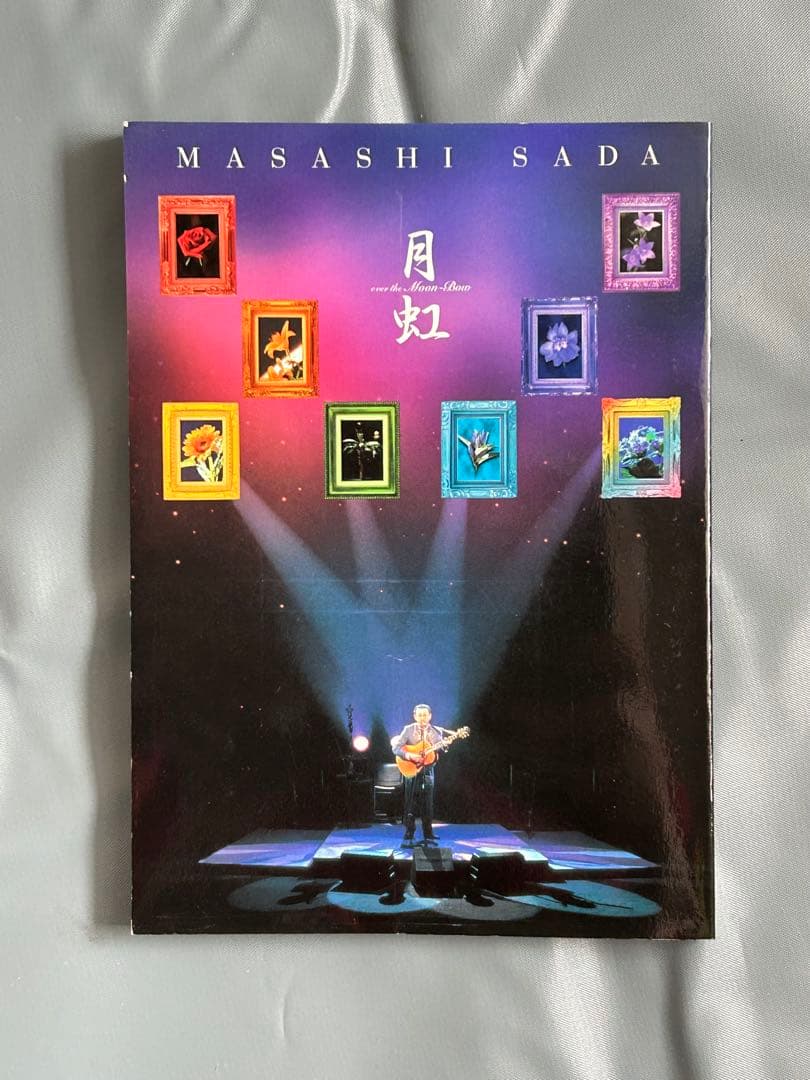 MASASHI SADA
月
over the Moon-Bow
虹